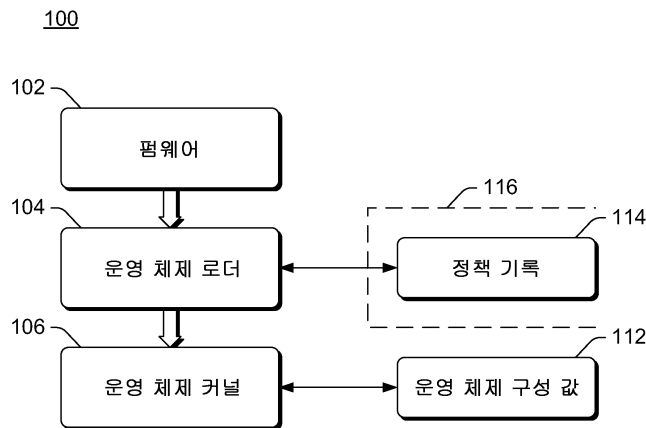 100
102
펌웨어
116
104
114
운영 체제 로더
정책 기록
106
112
운영 체제 커널
운영 체제 구성 값